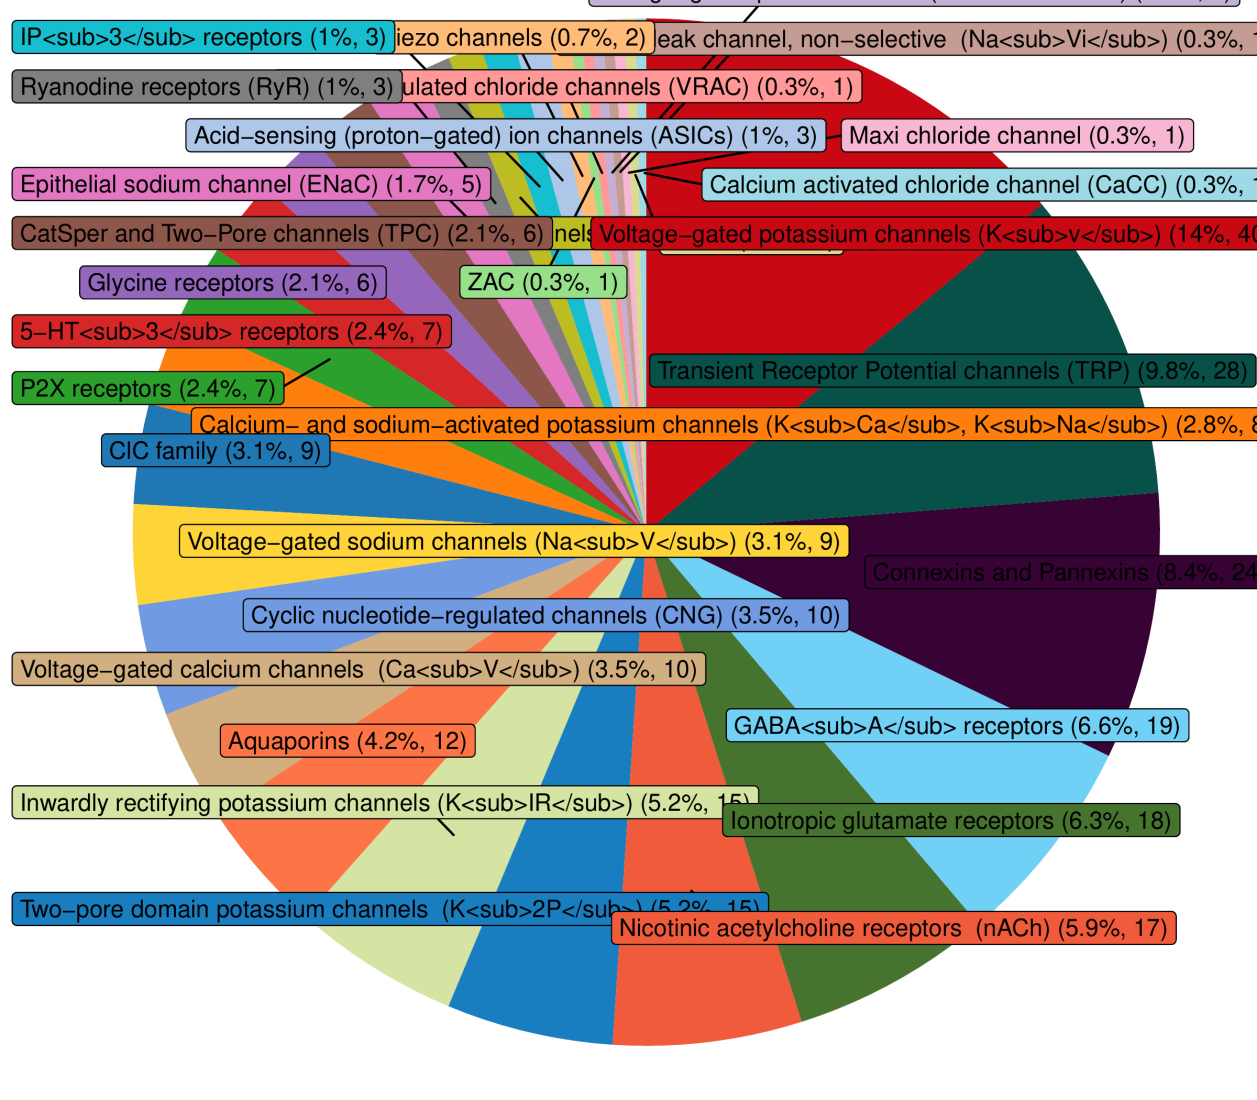 IP<sub>3</sub> receptors (1%, 3)
iezo channels (0.7%, 2)
eak channel, non−selective (Na<sub>Vi</sub>) (0.3%, 1
Ryanodine receptors (RyR) (1%, 3)
ulated chloride channels (VRAC) (0.3%, 1)
Acid−sensing (proton−gated) ion channels (ASICs) (1%, 3)
Maxi chloride channel (0.3%, 1)
Epithelial sodium channel (ENaC) (1.7%, 5)
Calcium activated chloride channel (CaCC) (0.3%, 1
CatSper and Two−Pore channels (TPC) (2.1%, 6)
nels
Voltage−gated potassium channels (K<sub>v</sub>) (14%, 40
Glycine receptors (2.1%, 6)
ZAC (0.3%, 1)
5−HT<sub>3</sub> receptors (2.4%, 7)
Transient Receptor Potential channels (TRP) (9.8%, 28)
P2X receptors (2.4%, 7)
Calcium− and sodium−activated potassium channels (K<sub>Ca</sub>, K<sub>Na</sub>) (2.8%, 8
ClC family (3.1%, 9)
Voltage−gated sodium channels (Na<sub>V</sub>) (3.1%, 9)
Connexins and Pannexins (8.4%, 24
Cyclic nucleotide−regulated channels (CNG) (3.5%, 10)
Voltage−gated calcium channels (Ca<sub>V</sub>) (3.5%, 10)
GABA<sub>A</sub> receptors (6.6%, 19)
Aquaporins (4.2%, 12)
Inwardly rectifying potassium channels (K<sub>IR</sub>) (5.2%, 15)
Ionotropic glutamate receptors (6.3%, 18)
Two−pore domain potassium channels (K<sub>2P</sub>) (5.2%, 15)
Nicotinic acetylcholine receptors (nACh) (5.9%, 17)